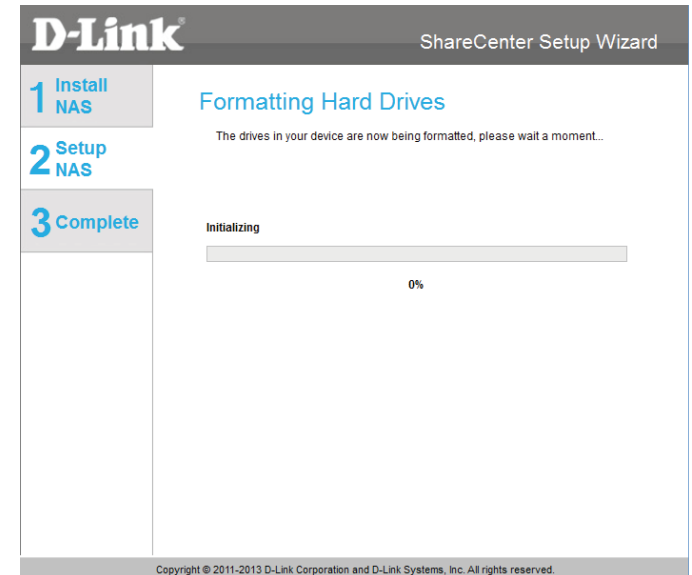 D-Link®
ShareCenter Setup Wizard
1 Install
NAS
2 Setup
NAS
3 Complete
Formatting Hard Drives
The drives in your device are now being formatted, please wait a moment...
Initializing
0%
Copyright © 2011-2013 D-Link Corporation and D-Link Systems, Inc. All rights reserved.